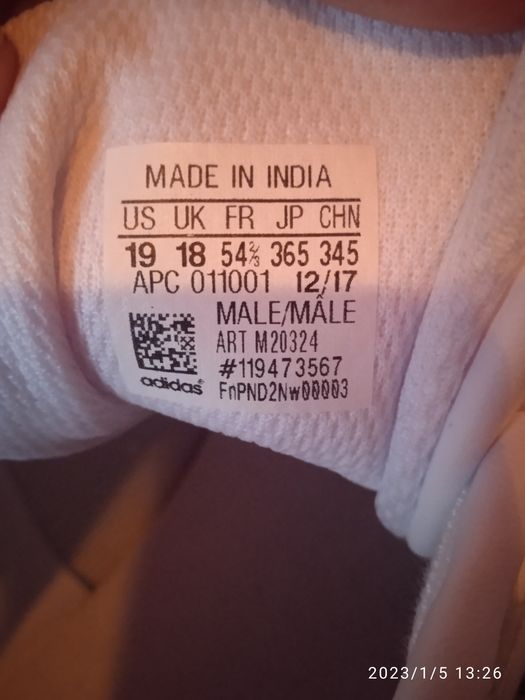 MADE IN INDIA
US UK FR JP CHN
19 18 54⅔ 365 345
APC 011001 12/17
MALE/MÂLE
ART M20324
#119473567
FnPND2Nw00003
adidas
2023/1/5 13:26